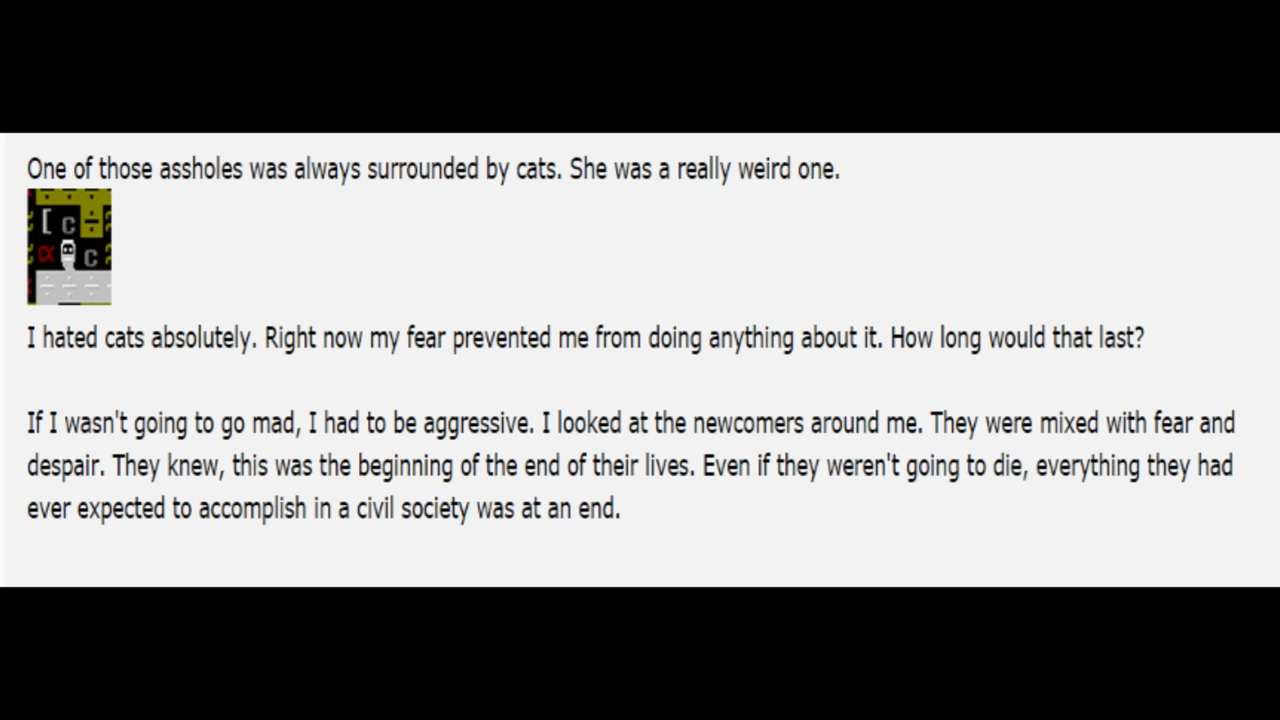 One of those assholes was always surrounded by cats. She was a really weird one.
[ c ÷
α c
I hated cats absolutely. Right now my fear prevented me from doing anything about it. How long would that last?
If I wasn't going to go mad, I had to be aggressive. I looked at the newcomers around me. They were mixed with fear and
despair. They knew, this was the beginning of the end of their lives. Even if they weren't going to die, everything they had
ever expected to accomplish in a civil society was at an end.